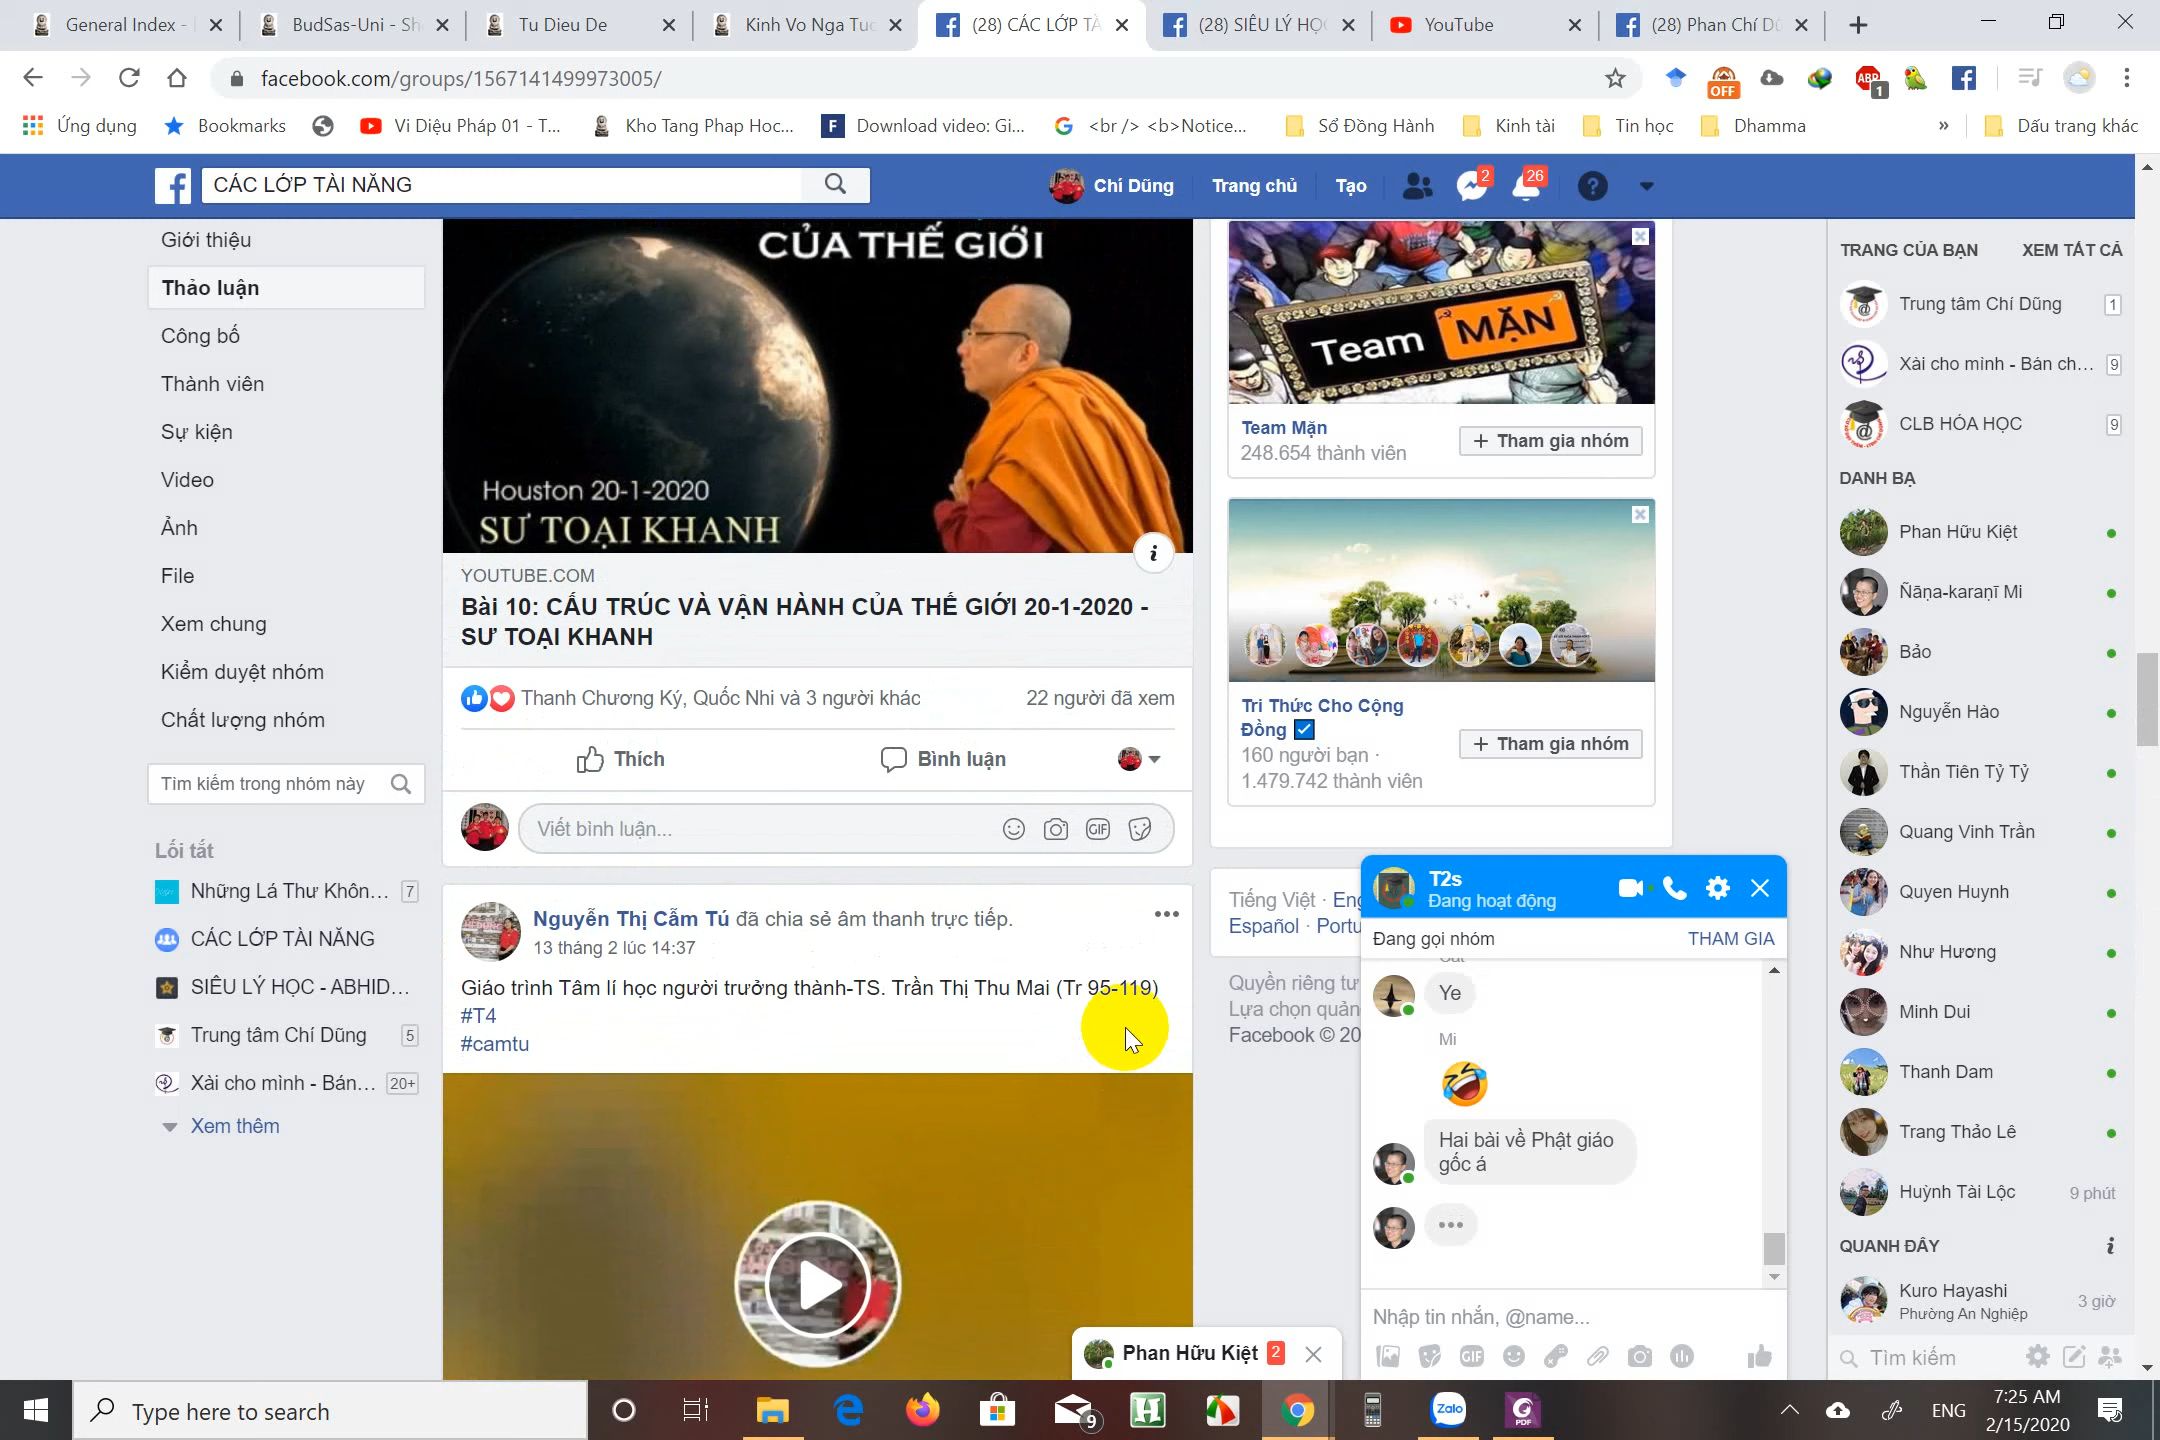 General Index -
BudSas-Uni - Sh
Tu Dieu De
Kinh Vo Nga Tuo
(28) CÁC LỚP TÀ
(28) SIÊU LÝ HỌC
YouTube
(28) Phan Chí Dũ
facebook.com/groups/1567141499973005/
OFF
ABP
1
Ứng dụng
Bookmarks
Vi Diệu Pháp 01 - T...
Kho Tang Phap Hoc...
Download video: Gi...
<br /> <b>Notice...
Sổ Đồng Hành
Kinh tài
Tin học
Dhamma
»
Dấu trang khác
CÁC LỚP TÀI NĂNG
Chí Dũng
Trang chủ
Tạo
2
26
Giới thiệu
Thảo luận
Công bố
Thành viên
Sự kiện
Video
Ảnh
File
Xem chung
Kiểm duyệt nhóm
Chất lượng nhóm
Tìm kiếm trong nhóm này
Lối tắt
Những Lá Thư Khôn... 7
CÁC LỚP TÀI NĂNG
SIÊU LÝ HỌC - ABHID...
Trung tâm Chí Dũng 5
Xài cho mình - Bán... 20+
Xem thêm
CỦA THẾ GIỚI
Houston 20-1-2020
SƯ TOẠI KHANH
YOUTUBE.COM
Bài 10: CẤU TRÚC VÀ VẬN HÀNH CỦA THẾ GIỚI 20-1-2020 -
SƯ TOẠI KHANH
Thanh Chương Ký, Quốc Nhi và 3 người khác
22 người đã xem
Thích
Bình luận
Viết bình luận...
GIF
Nguyễn Thị Cẩm Tú đã chia sẻ âm thanh trực tiếp.
13 tháng 2 lúc 14:37
Giáo trình Tâm lí học người trưởng thành-TS. Trần Thị Thu Mai (Tr 95-119)
#T4
#camtu
Team MẶN
Team Mặn
248.654 thành viên
+ Tham gia nhóm
Tri Thức Cho Cộng
Đồng
160 người bạn ·
1.479.742 thành viên
+ Tham gia nhóm
Tiếng Việt · Eng
Español · Portu
Quyền riêng tư
Lựa chọn quản
Facebook © 20
T2s
Đang hoạt động
Đang gọi nhóm
THAM GIA
Ye
Mi
Hai bài về Phật giáo
gốc á
Nhập tin nhắn, @name...
GIF
Phan Hữu Kiệt 2
TRANG CỦA BẠN
XEM TẤT CẢ
Trung tâm Chí Dũng 1
Xài cho mình - Bán ch... 9
CLB HÓA HỌC 9
DANH BẠ
Phan Hữu Kiệt
Ñāṇa-karaṇī Mi
Bảo
Nguyễn Hào
Thần Tiên Tỷ Tỷ
Quang Vinh Trần
Quyen Huynh
Như Hương
Minh Dui
Thanh Dam
Trang Thảo Lê
Huỳnh Tài Lộc 9 phút
QUANH ĐÂY
Kuro Hayashi
Phường An Nghiệp
3 giờ
Tìm kiếm
Type here to search
9
Zalo
PDF
ENG
7:25 AM
2/15/2020